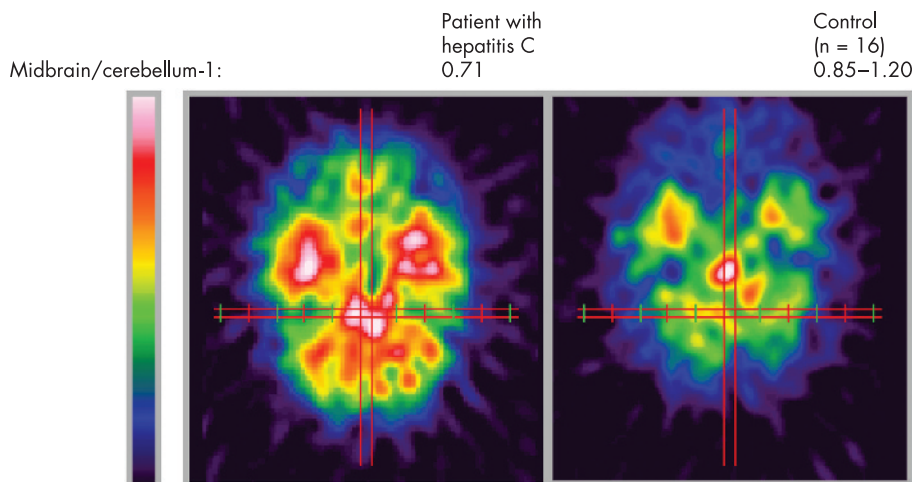 Patient with
hepatitis C
Control
(n = 16)
Midbrain/cerebellum-1: 0.71 0.85–1.20